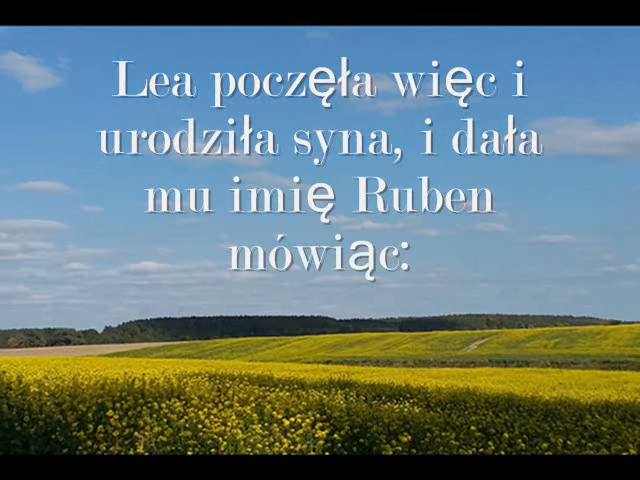 Lea poczęła więc i
urodziła syna, i dała
mu imię Ruben
mówiąc: